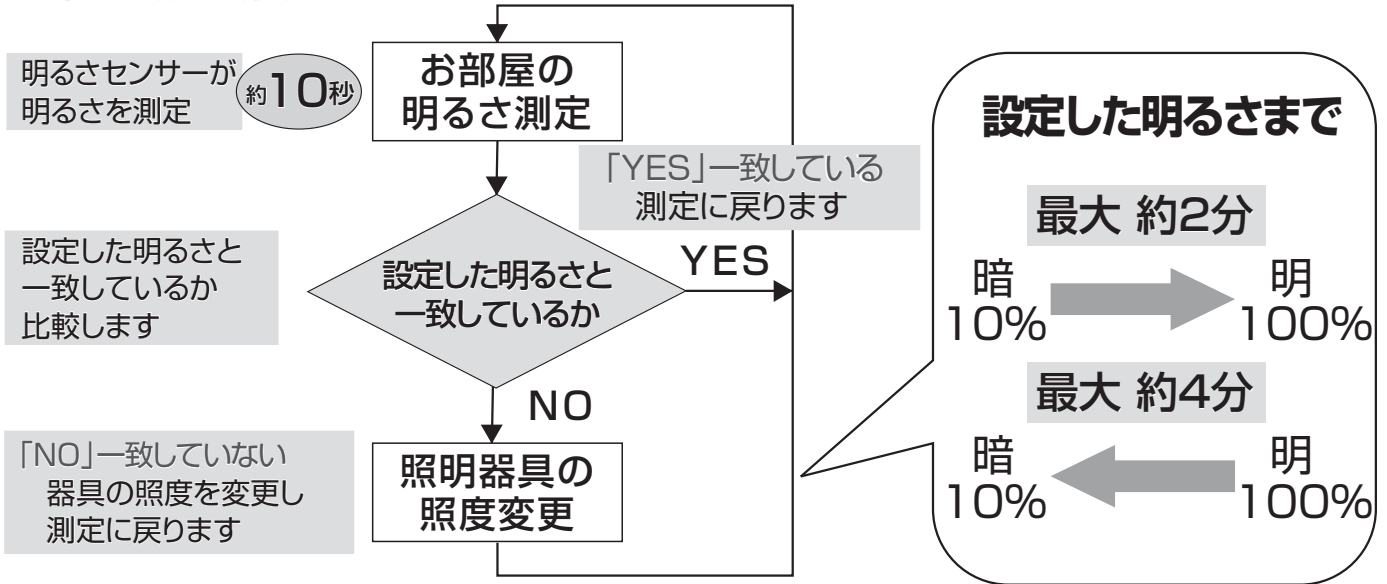 明るさセンサーが
明るさを測定
約10秒
お部屋の
明るさ測定
「YES」一致している
測定に戻ります
設定した明るさと
一致しているか
比較します
設定した明るさと
一致しているか
YES
NO
「NO」一致していない
器具の照度を変更し
測定に戻ります
照明器具の
照度変更
設定した明るさまで
最大 約2分
暗 明
10% 100%
最大 約4分
暗 明
10% 100%